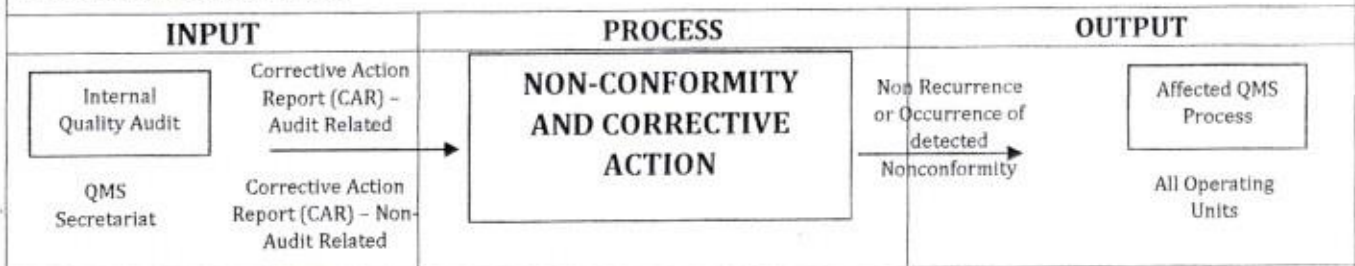 INPUT
PROCESS
OUTPUT
Internal
Quality Audit
QMS
Secretariat
Corrective Action
Report (CAR) –
Audit Related
Corrective Action
Report (CAR) – Non-
Audit Related
NON-CONFORMITY
AND CORRECTIVE
ACTION
Non Recurrence
or Occurrence of
detected
Nonconformity
Affected QMS
Process
All Operating
Units